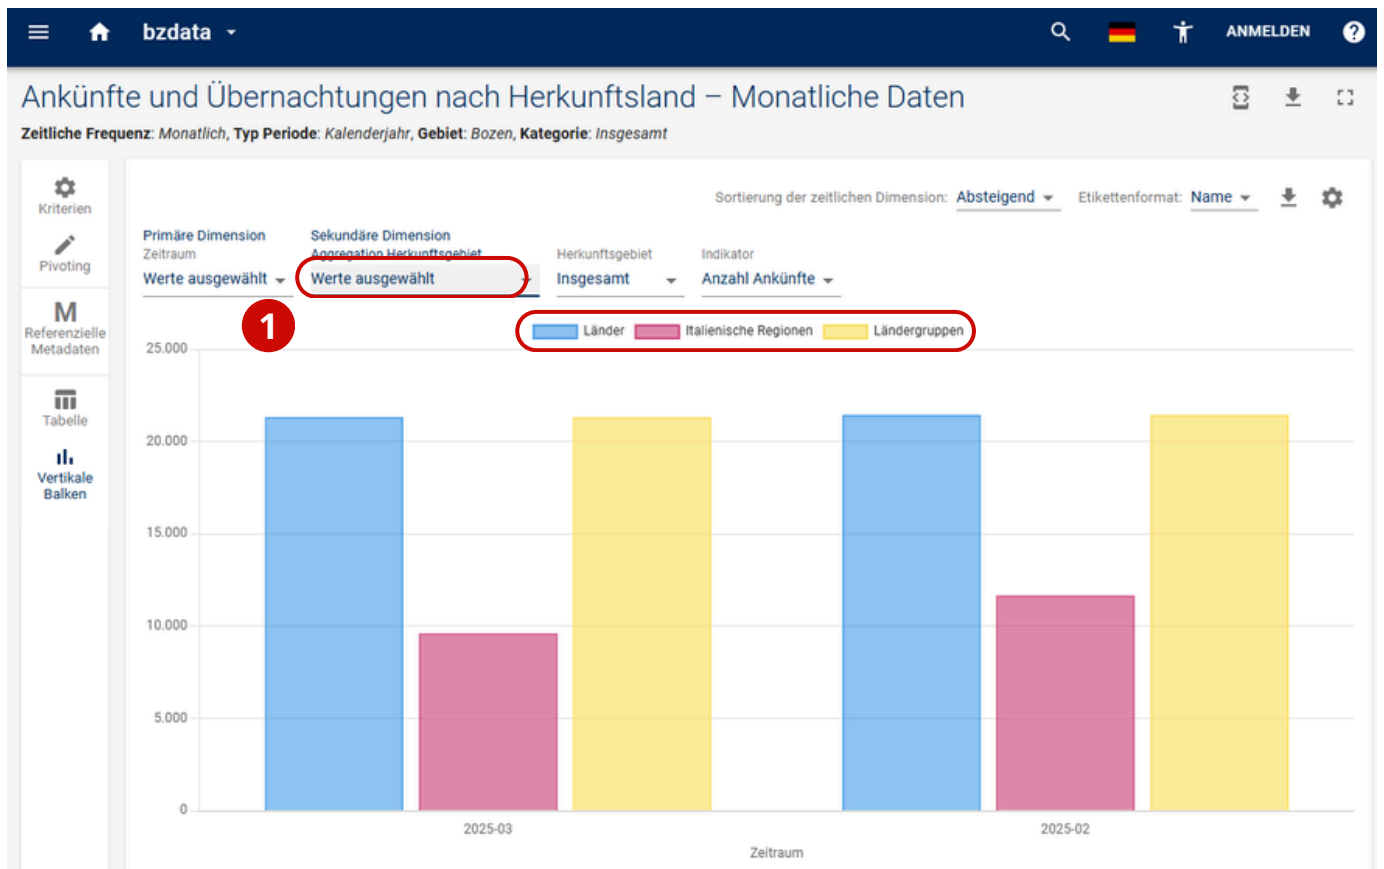 bzdata
ANMELDEN
?
Ankünfte und Übernachtungen nach Herkunftsland – Monatliche Daten
Zeitliche Frequenz: Monatlich, Typ Periode: Kalenderjahr, Gebiet: Bozen, Kategorie: Insgesamt
Kriterien
Pivoting
M
Referenzielle
Metadaten
Tabelle
Vertikale
Balken
Sortierung der zeitlichen Dimension: Absteigend
Etikettenformat: Name
Primäre Dimension
Zeitraum
Werte ausgewählt
Sekundäre Dimension
Aggregation Herkunftsgebiet
Werte ausgewählt
Herkunftsgebiet
Insgesamt
Indikator
Anzahl Ankünfte
1
Länder
Italienische Regionen
Ländergruppen
25.000
20.000
15.000
10.000
5.000
0
2025-03
2025-02
Zeitraum